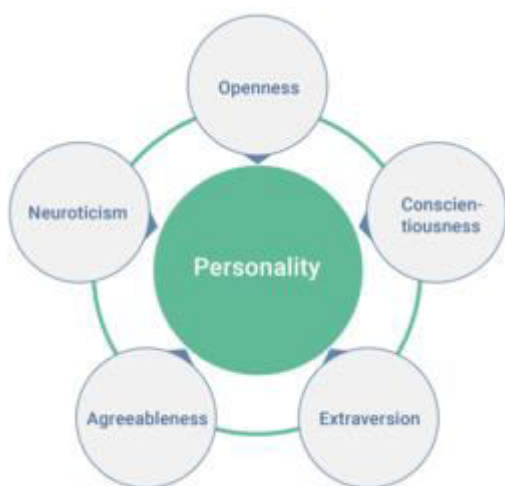 Openness
Neuroticism
Conscien-
tiousness
Personality
Agreeableness
Extraversion